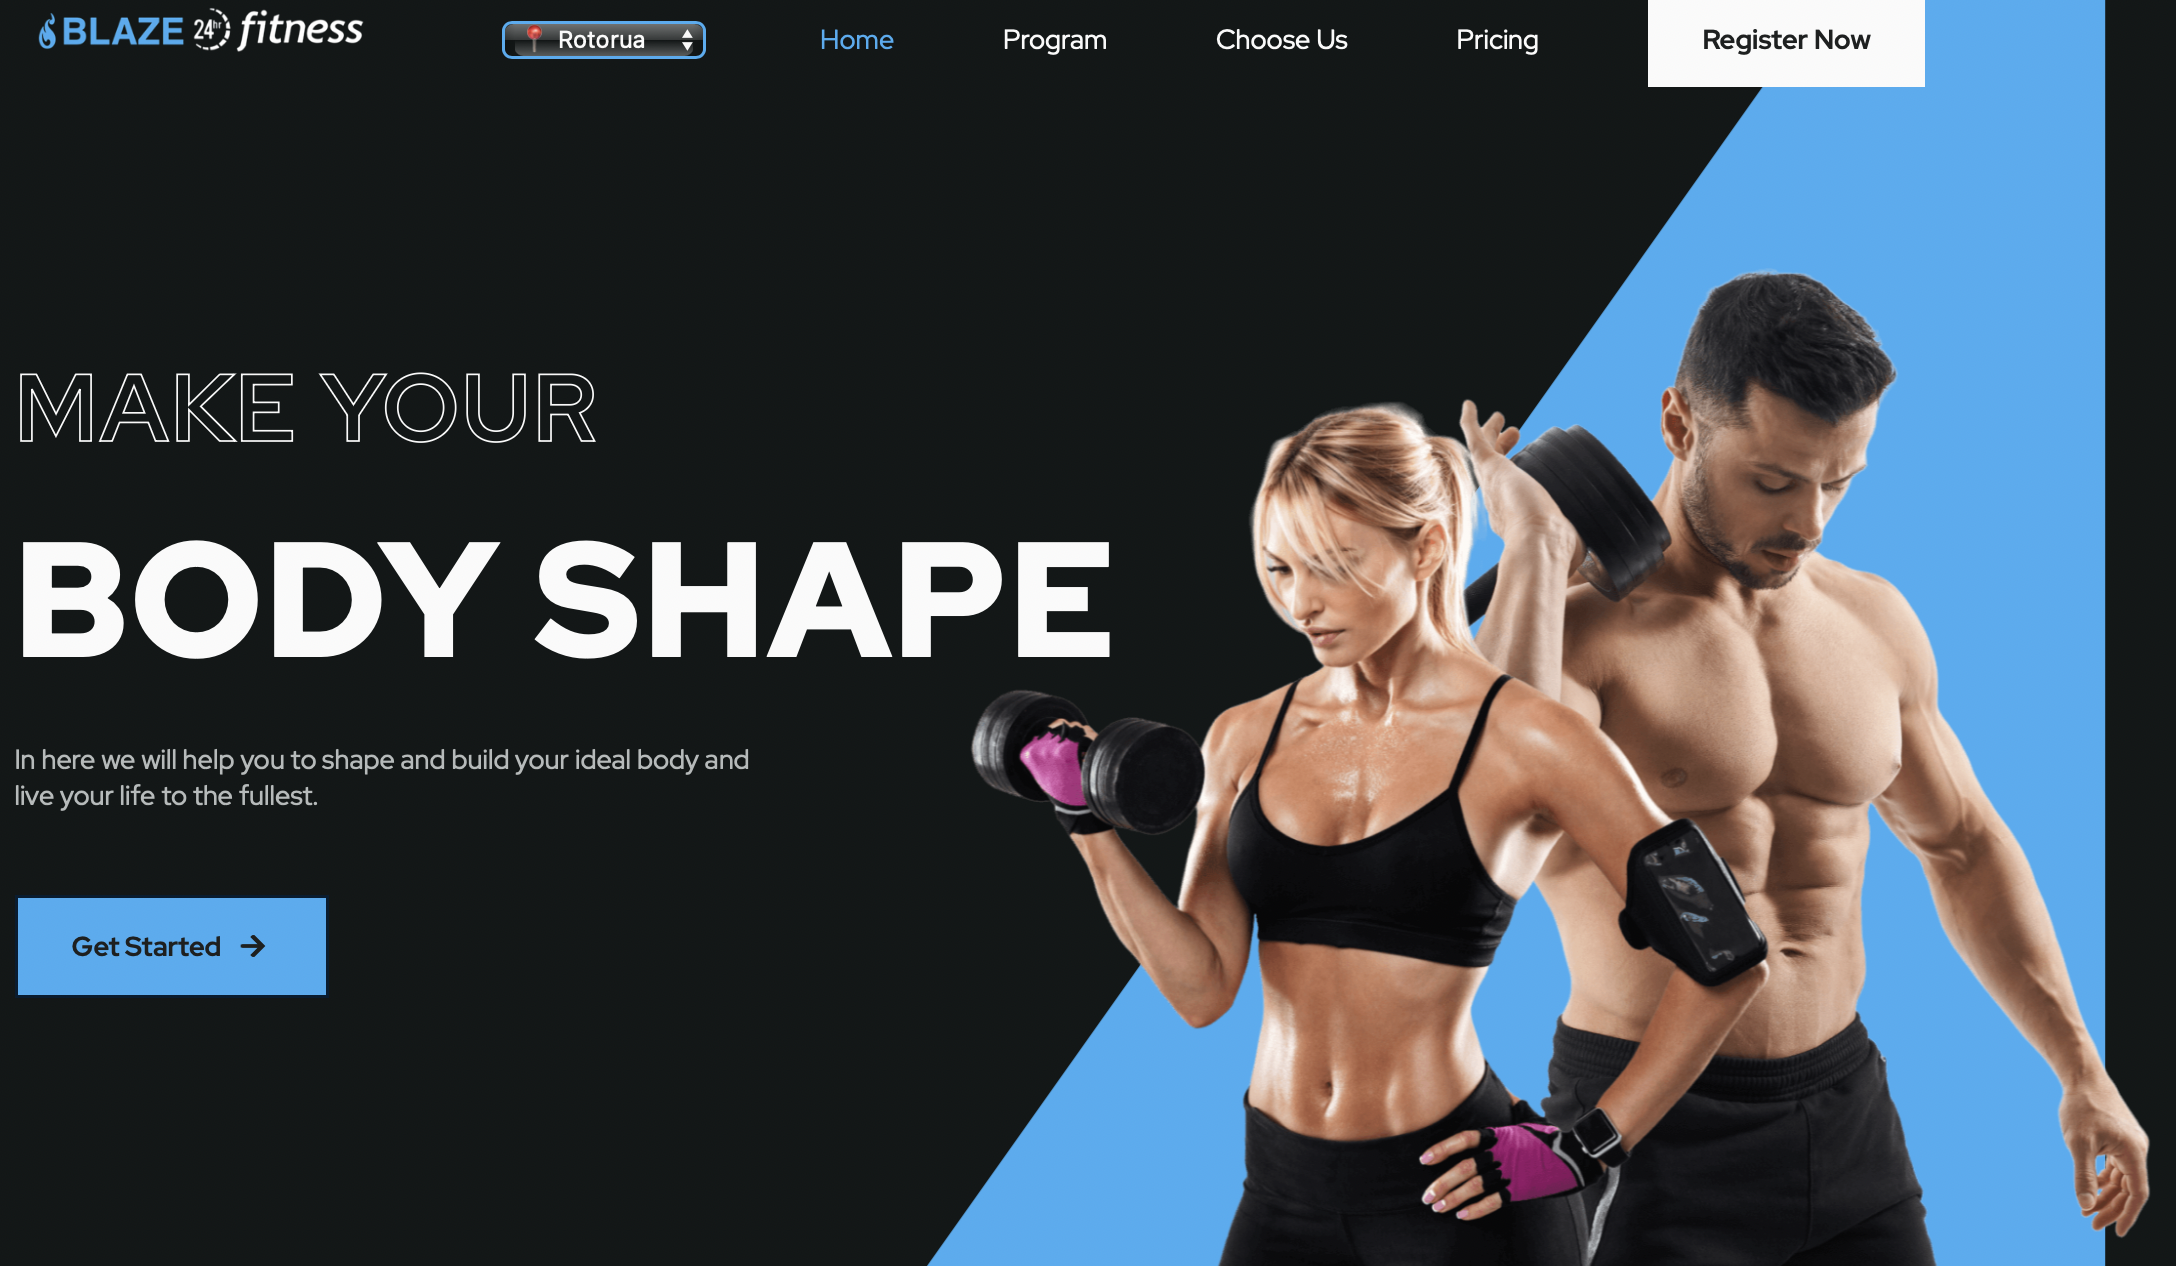 BLAZE 24hr fitness
Rotorua
Home
Program
Choose Us
Pricing
Register Now
MAKE YOUR
BODY SHAPE
In here we will help you to shape and build your ideal body and
live your life to the fullest.
Get Started →